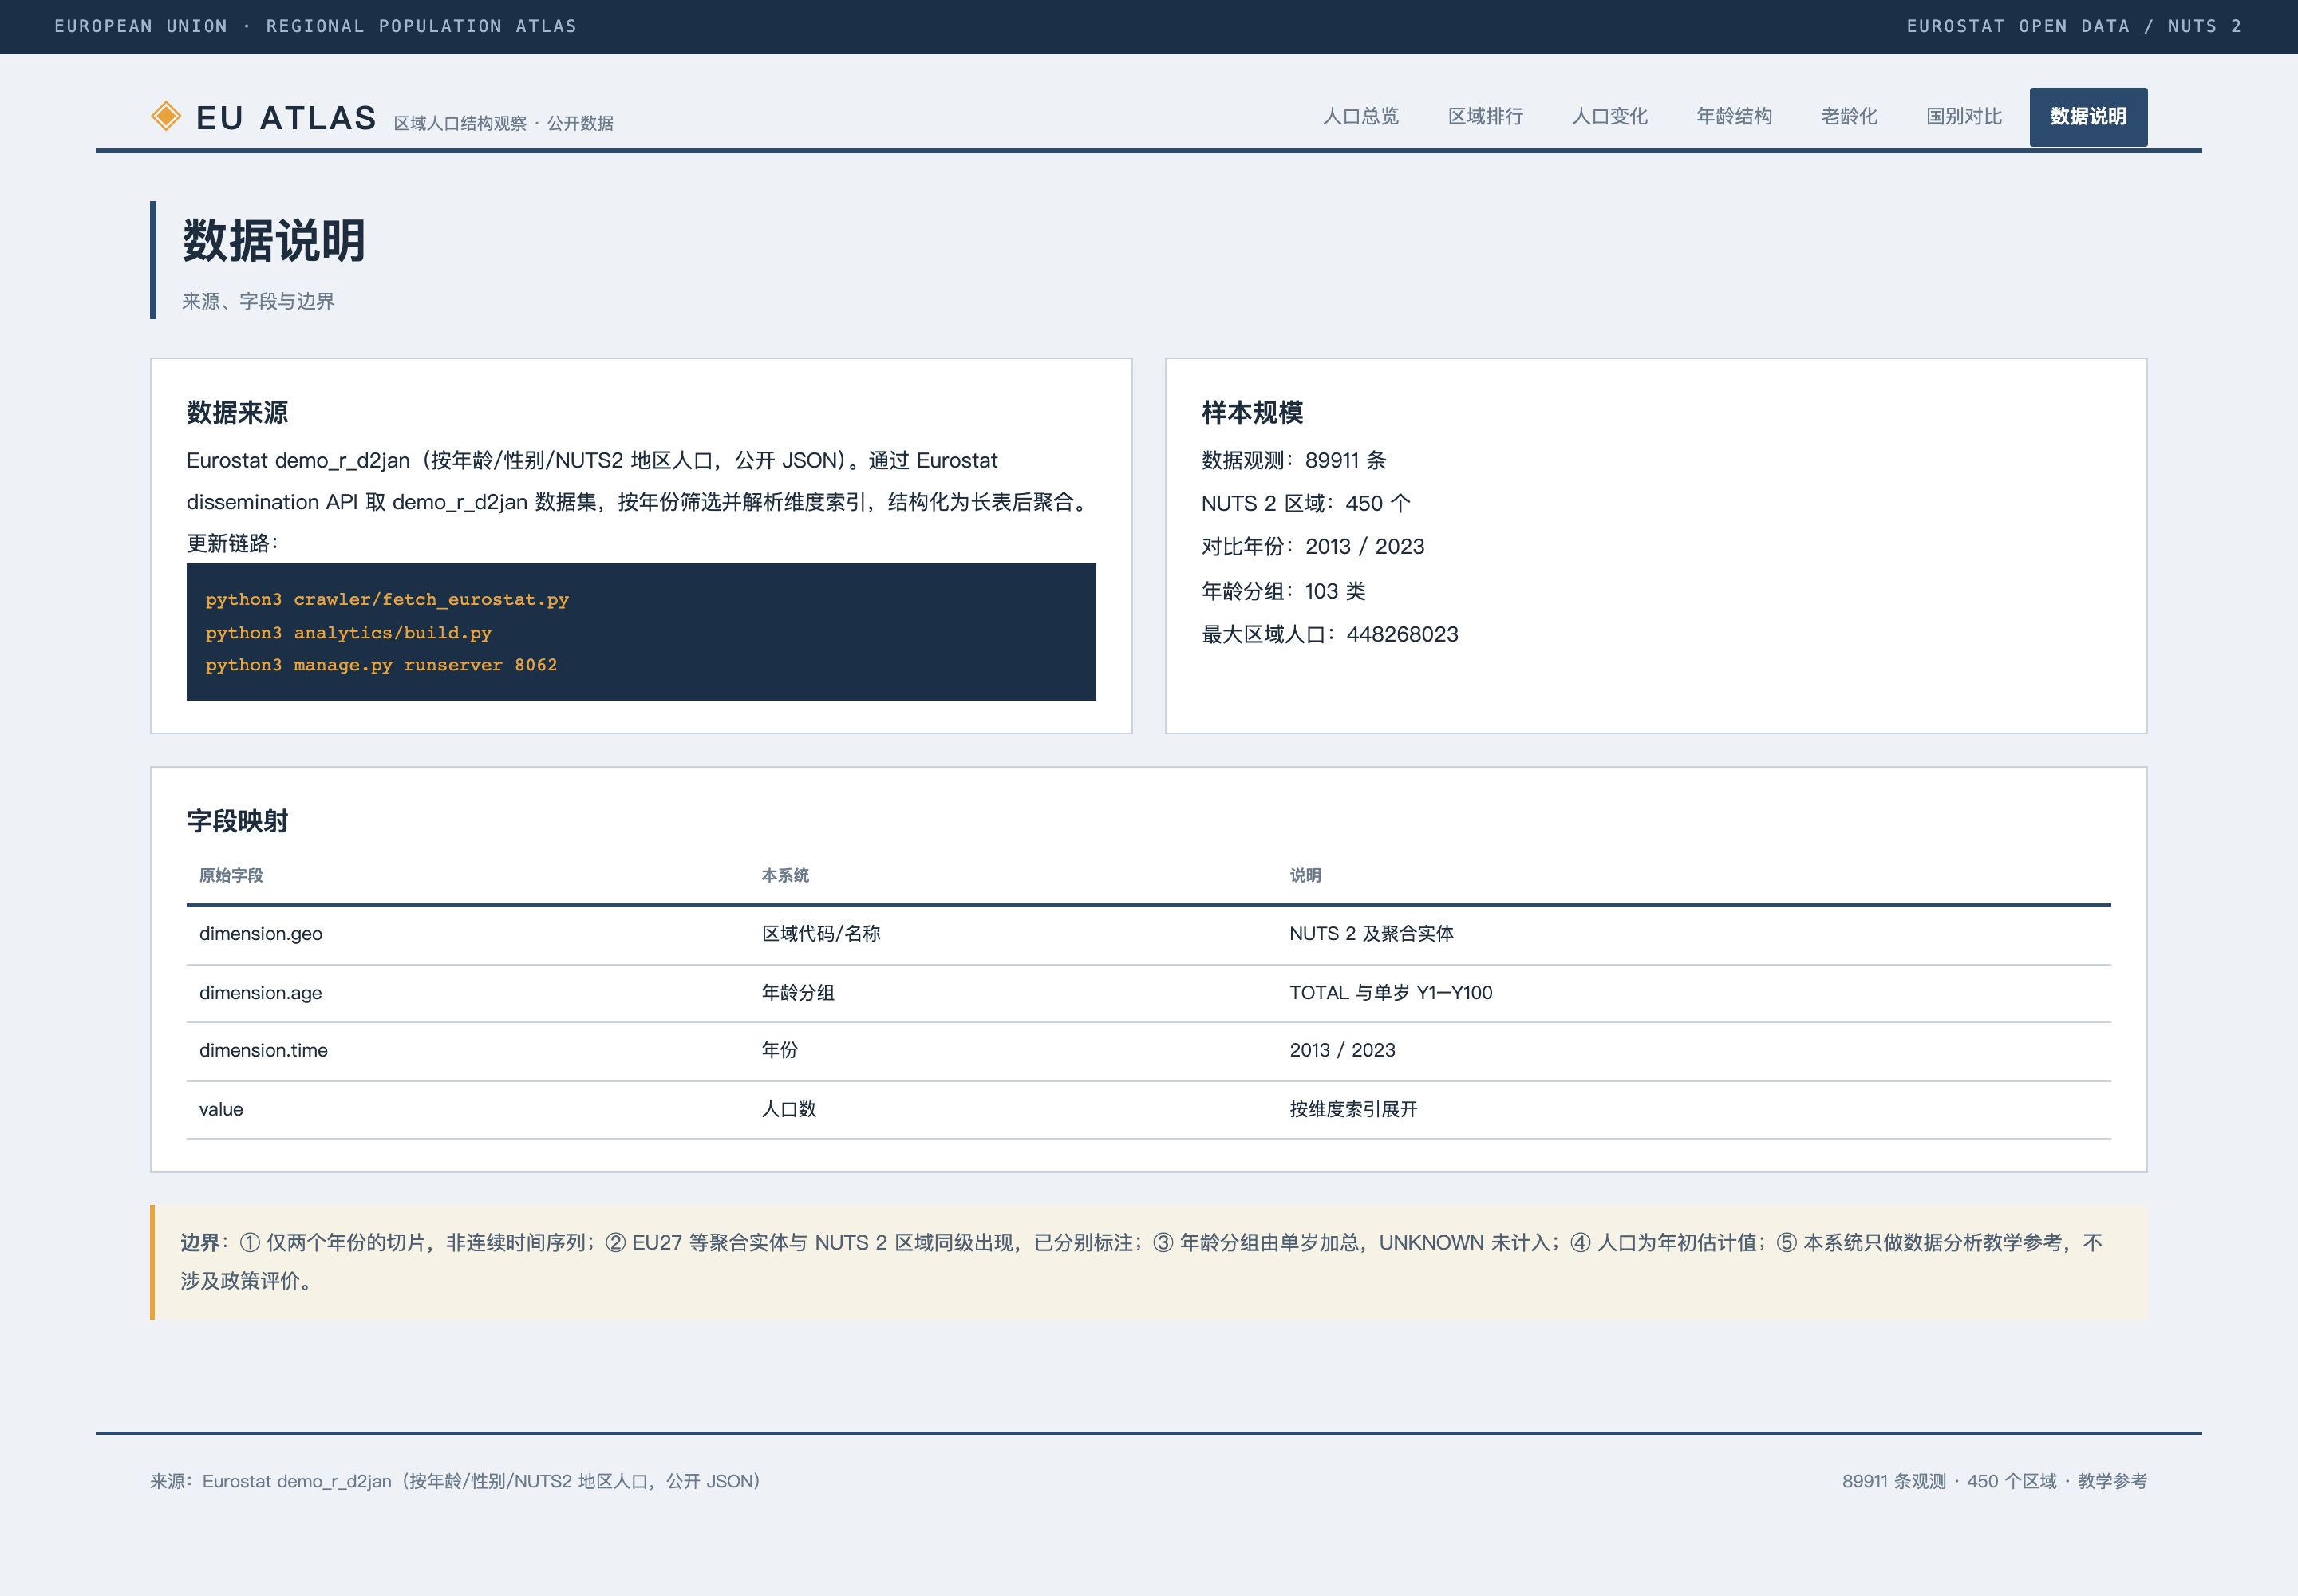 EUROPEAN UNION · REGIONAL POPULATION ATLAS
EUROSTAT OPEN DATA / NUTS 2
EU ATLAS 区域人口结构观察 · 公开数据
人口总览 区域排行 人口变化 年龄结构 老龄化 国别对比 数据说明
数据说明
来源、字段与边界
数据来源
Eurostat demo_r_d2jan（按年龄/性别/NUTS2 地区人口，公开 JSON）。通过 Eurostat
dissemination API 取 demo_r_d2jan 数据集，按年份筛选并解析维度索引，结构化为长表后聚合。
更新链路：
python3 crawler/fetch_eurostat.py
python3 analytics/build.py
python3 manage.py runserver 8062
样本规模
数据观测：89911 条
NUTS 2 区域：450 个
对比年份：2013 / 2023
年龄分组：103 类
最大区域人口：448268023
字段映射
原始字段 本系统 说明
dimension.geo 区域代码/名称 NUTS 2 及聚合实体
dimension.age 年龄分组 TOTAL 与单岁 Y1–Y100
dimension.time 年份 2013 / 2023
value 人口数 按维度索引展开
边界：① 仅两个年份的切片，非连续时间序列；② EU27 等聚合实体与 NUTS 2 区域同级出现，已分别标注；③ 年龄分组由单岁加总，UNKNOWN 未计入；④ 人口为年初估计值；⑤ 本系统只做数据分析教学参考，不
涉及政策评价。
来源：Eurostat demo_r_d2jan（按年龄/性别/NUTS2 地区人口，公开 JSON）
89911 条观测 · 450 个区域 · 教学参考